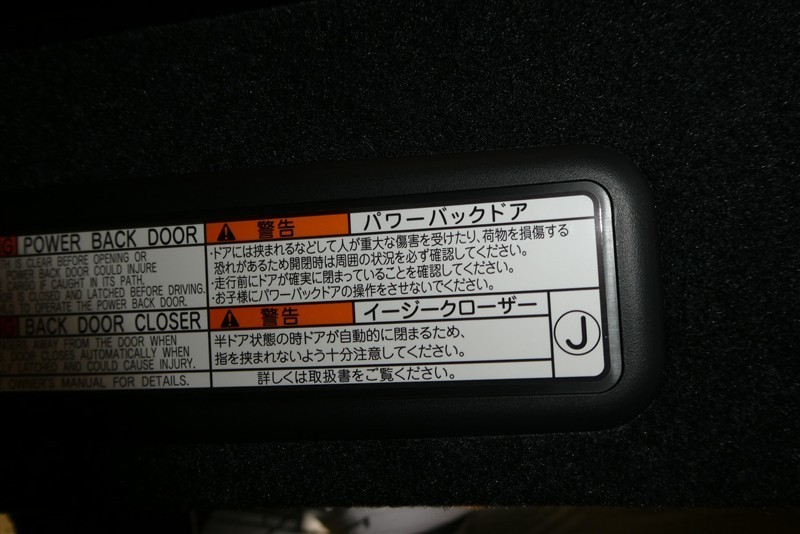 G POWER BACK DOOR
IS CLEAR BEFORE OPENING OR
POWER BACK DOOR COULD INJURE
CARGO IF CAUGHT IN ITS PATH.
IS CLOSED AND LATCHED BEFORE DRIVING.
TO OPERATE THE POWER BACK DOOR.
警告 パワーバックドア
・ドアには挟まれるなどして人が重大な傷害を受けたり、荷物を損傷する
恐れがあるため開閉時は周囲の状況を必ず確認してください。
・走行前にドアが確実に閉まっていることを確認してください。
・お子様にパワーバックドアの操作をさせないでください。
G BACK DOOR CLOSER
AWAY FROM THE DOOR WHEN
DOOR CLOSES AUTOMATICALLY WHEN
LATCHED AND COULD CAUSE INJURY.
OWNER'S MANUAL FOR DETAILS.
警告 イージークローザー
半ドア状態の時ドアが自動的に閉まるため、
指を挟まれないよう十分注意してください。
詳しくは取扱書をご覧ください。
J